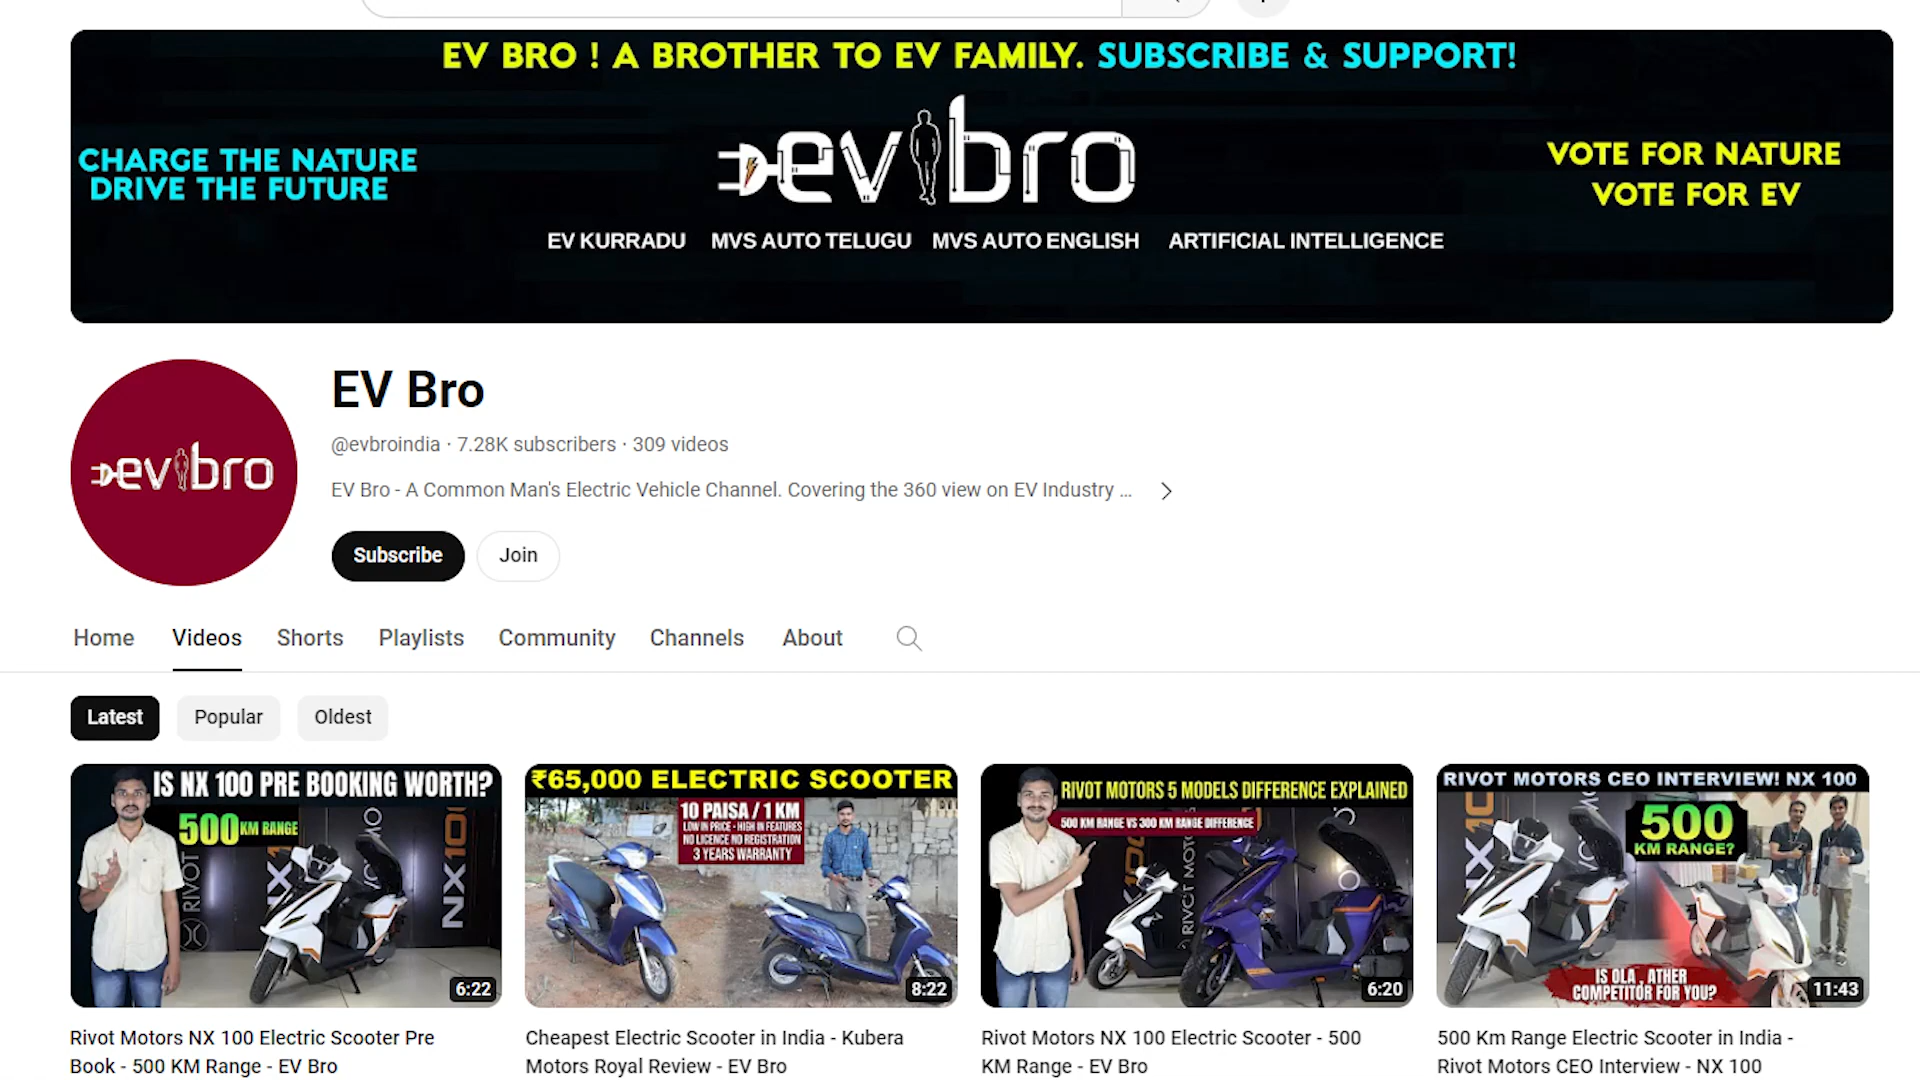 EV BRO ! A BROTHER TO EV FAMILY. SUBSCRIBE & SUPPORT!
CHARGE THE NATURE
DRIVE THE FUTURE
evbro
VOTE FOR NATURE
VOTE FOR EV
EV KURRADU MVS AUTO TELUGU MVS AUTO ENGLISH ARTIFICIAL INTELLIGENCE
evbro
EV Bro
@evbroindia · 7.28K subscribers · 309 videos
EV Bro - A Common Man's Electric Vehicle Channel. Covering the 360 view on EV Industry ...
Subscribe Join
Home Videos Shorts Playlists Community Channels About
Latest Popular Oldest
IS NX 100 PRE BOOKING WORTH?
500 KM RANGE
RIVOT
NX100
6:22
₹65,000 ELECTRIC SCOOTER
10 PAISA / 1 KM
LOW IN PRICE - HIGH IN FEATURES
NO LICENCE NO REGISTRATION
3 YEARS WARRANTY
8:22
RIVOT MOTORS 5 MODELS DIFFERENCE EXPLAINED
500 KM RANGE VS 300 KM RANGE DIFFERENCE
6:20
RIVOT MOTORS CEO INTERVIEW! NX 100
500
KM RANGE?
IS OLA , ATHER
COMPETITOR FOR YOU?
11:43
Rivot Motors NX 100 Electric Scooter Pre
Book - 500 KM Range - EV Bro
Cheapest Electric Scooter in India - Kubera
Motors Royal Review - EV Bro
Rivot Motors NX 100 Electric Scooter - 500
KM Range - EV Bro
500 Km Range Electric Scooter in India -
Rivot Motors CEO Interview - NX 100